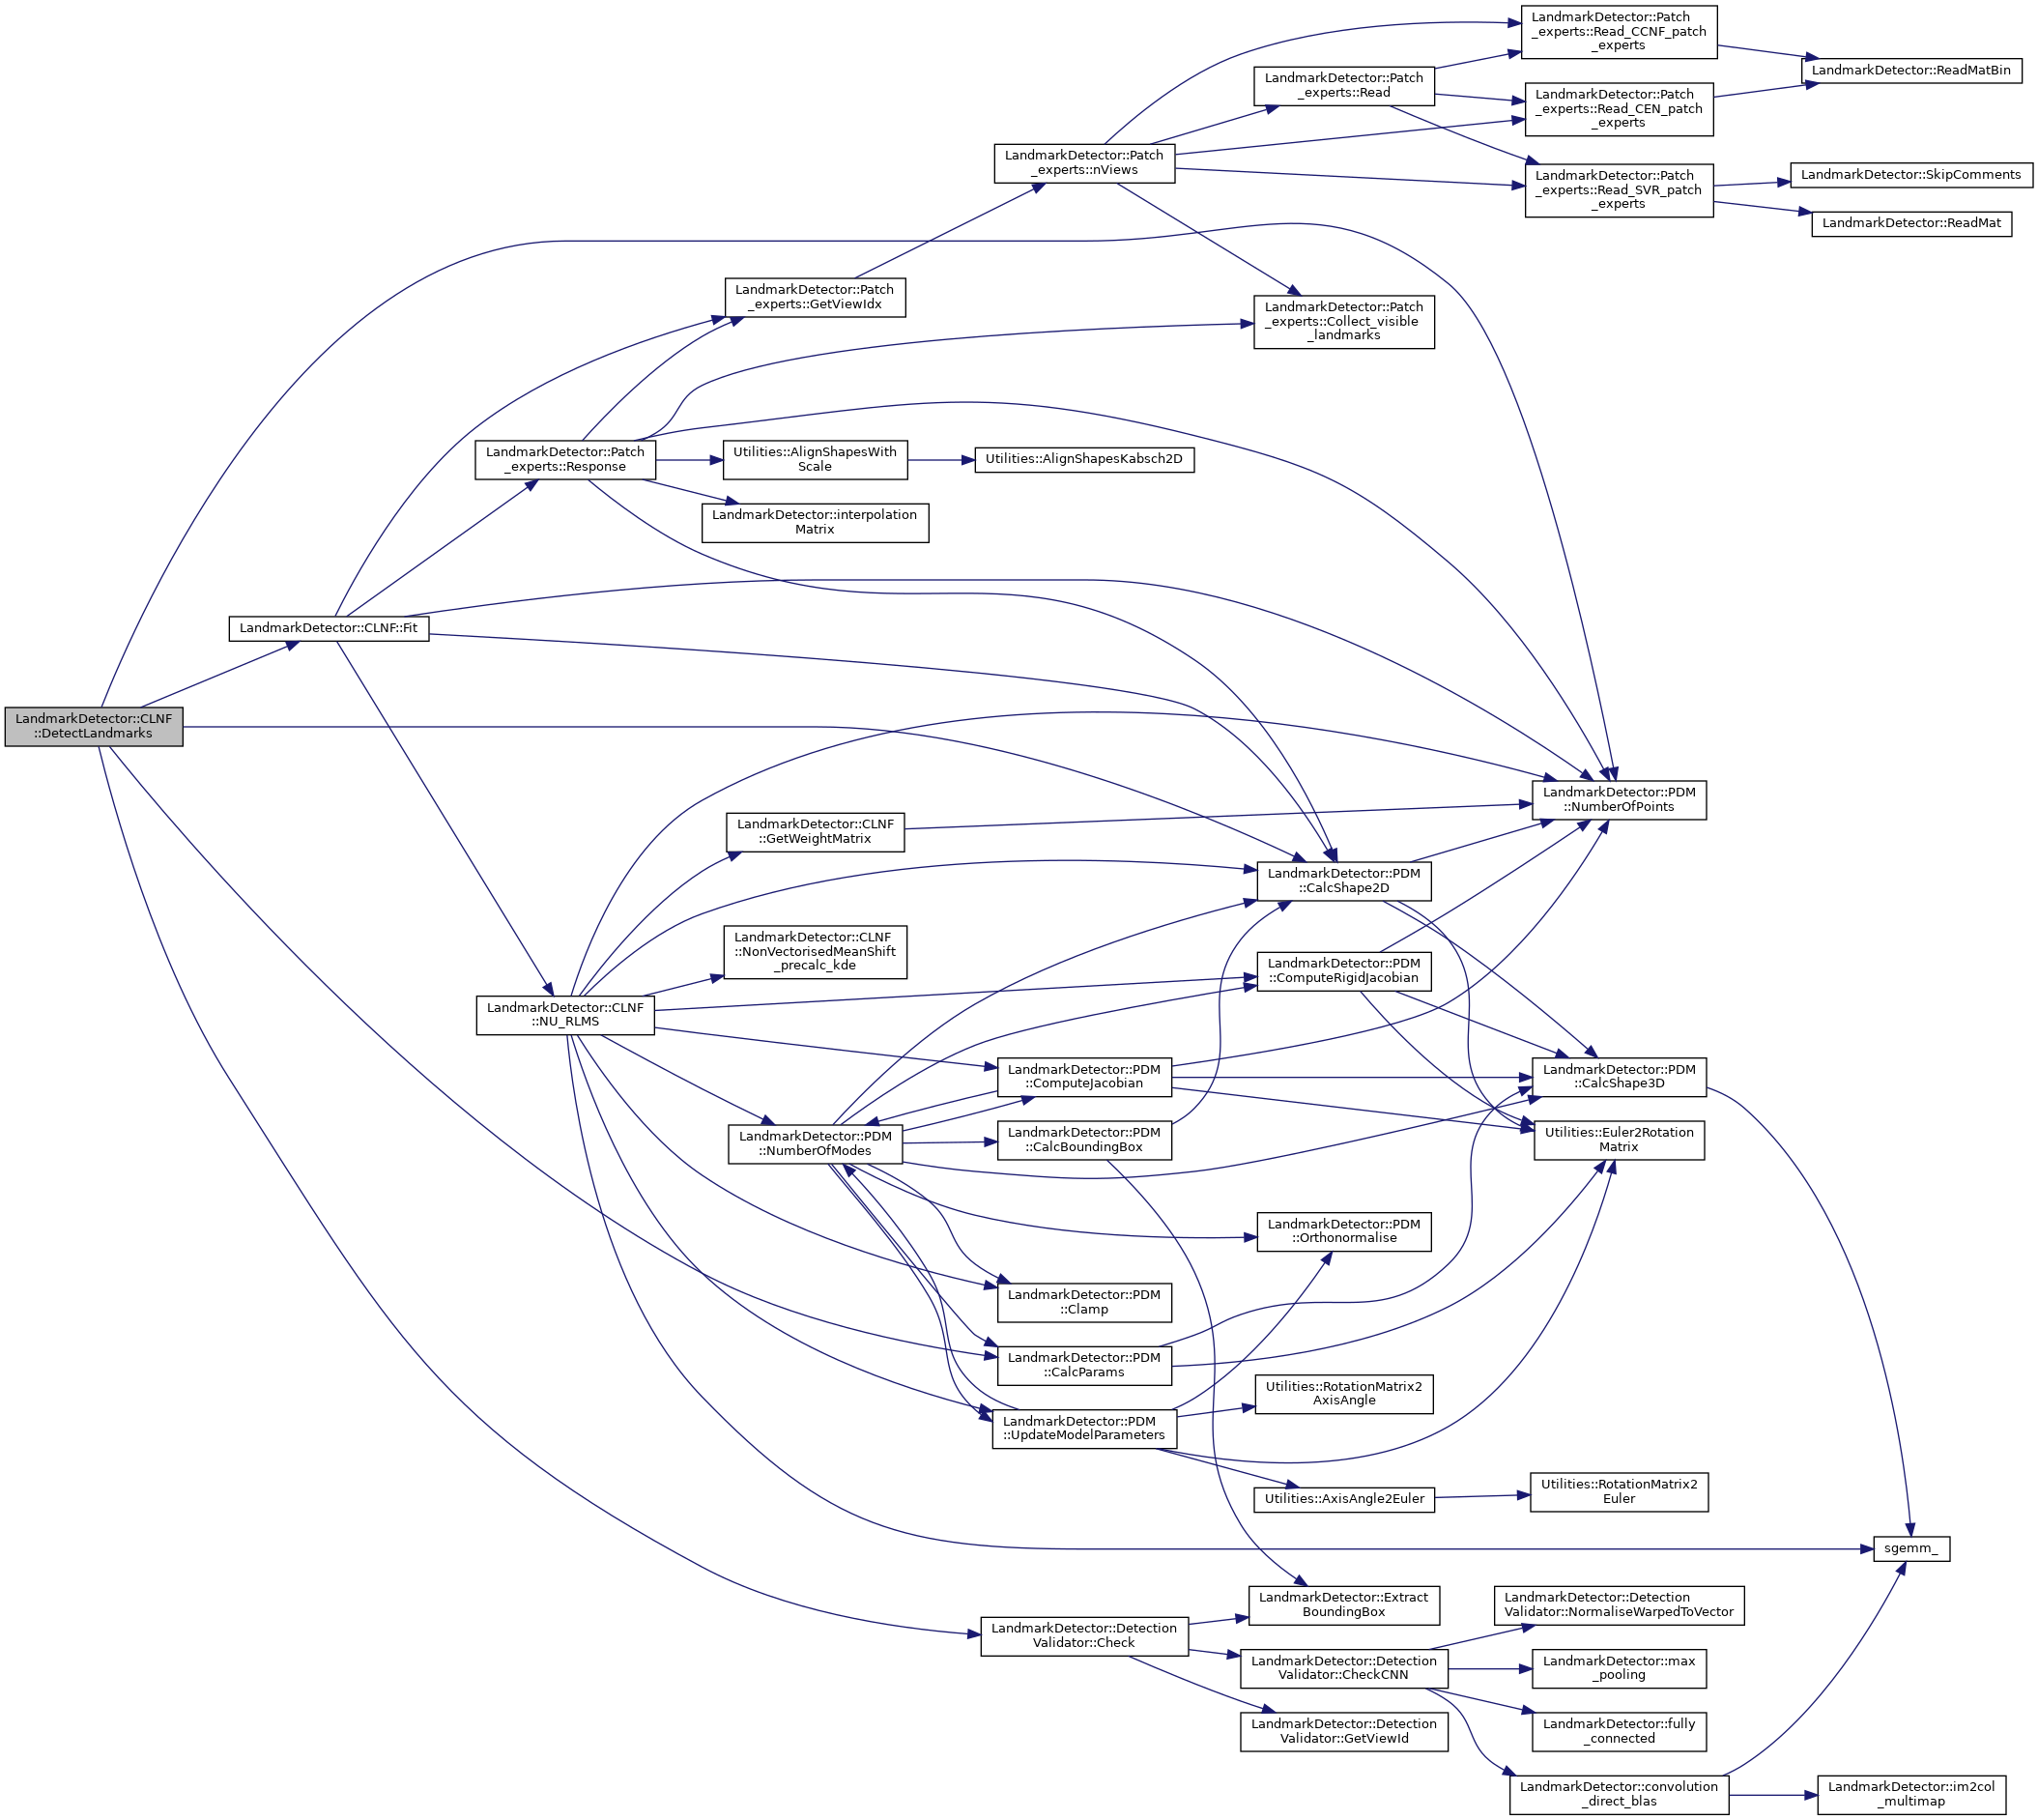 LandmarkDetector::Patch
_experts::Read_CCNF_patch
_experts
LandmarkDetector::ReadMatBin
LandmarkDetector::Patch
_experts::Read
LandmarkDetector::Patch
_experts::Read_CEN_patch
_experts
LandmarkDetector::Patch
_experts::nViews
LandmarkDetector::Patch
_experts::Read_SVR_patch
_experts
LandmarkDetector::SkipComments
LandmarkDetector::ReadMat
LandmarkDetector::Patch
_experts::GetViewIdx
LandmarkDetector::Patch
_experts::Collect_visible
_landmarks
LandmarkDetector::Patch
_experts::Response
Utilities::AlignShapesWith
Scale
Utilities::AlignShapesKabsch2D
LandmarkDetector::interpolation
Matrix
LandmarkDetector::CLNF::Fit
LandmarkDetector::CLNF
::DetectLandmarks
LandmarkDetector::PDM
::NumberOfPoints
LandmarkDetector::CLNF
::GetWeightMatrix
LandmarkDetector::PDM
::CalcShape2D
LandmarkDetector::CLNF
::NonVectorisedMeanShift
_precalc_kde
LandmarkDetector::PDM
::ComputeRigidJacobian
LandmarkDetector::CLNF
::NU_RLMS
LandmarkDetector::PDM
::ComputeJacobian
LandmarkDetector::PDM
::CalcShape3D
LandmarkDetector::PDM
::NumberOfModes
LandmarkDetector::PDM
::CalcBoundingBox
Utilities::Euler2Rotation
Matrix
LandmarkDetector::PDM
::Orthonormalise
LandmarkDetector::PDM
::Clamp
LandmarkDetector::PDM
::CalcParams
Utilities::RotationMatrix2
AxisAngle
LandmarkDetector::PDM
::UpdateModelParameters
Utilities::AxisAngle2Euler
Utilities::RotationMatrix2
Euler
sgemm_
LandmarkDetector::Extract
BoundingBox
LandmarkDetector::Detection
Validator::NormaliseWarpedToVector
LandmarkDetector::Detection
Validator::Check
LandmarkDetector::Detection
Validator::CheckCNN
LandmarkDetector::max
_pooling
LandmarkDetector::Detection
Validator::GetViewId
LandmarkDetector::fully
_connected
LandmarkDetector::convolution
_direct_blas
LandmarkDetector::im2col
_multimap